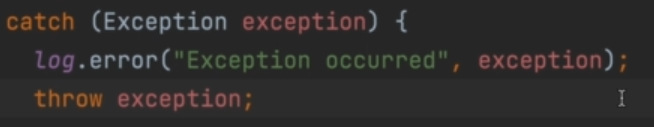 catch (Exception exception) {
log.error("Exception occurred", exception);
throw exception;